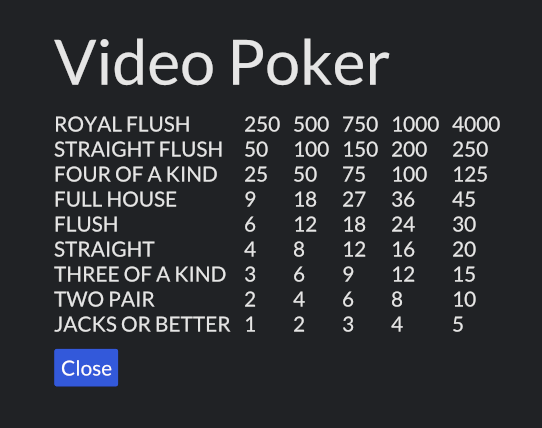 Video Poker
ROYAL FLUSH 250 500 750 1000 4000
STRAIGHT FLUSH 50 100 150 200 250
FOUR OF A KIND 25 50 75 100 125
FULL HOUSE 9 18 27 36 45
FLUSH 6 12 18 24 30
STRAIGHT 4 8 12 16 20
THREE OF A KIND 3 6 9 12 15
TWO PAIR 2 4 6 8 10
JACKS OR BETTER 1 2 3 4 5
Close